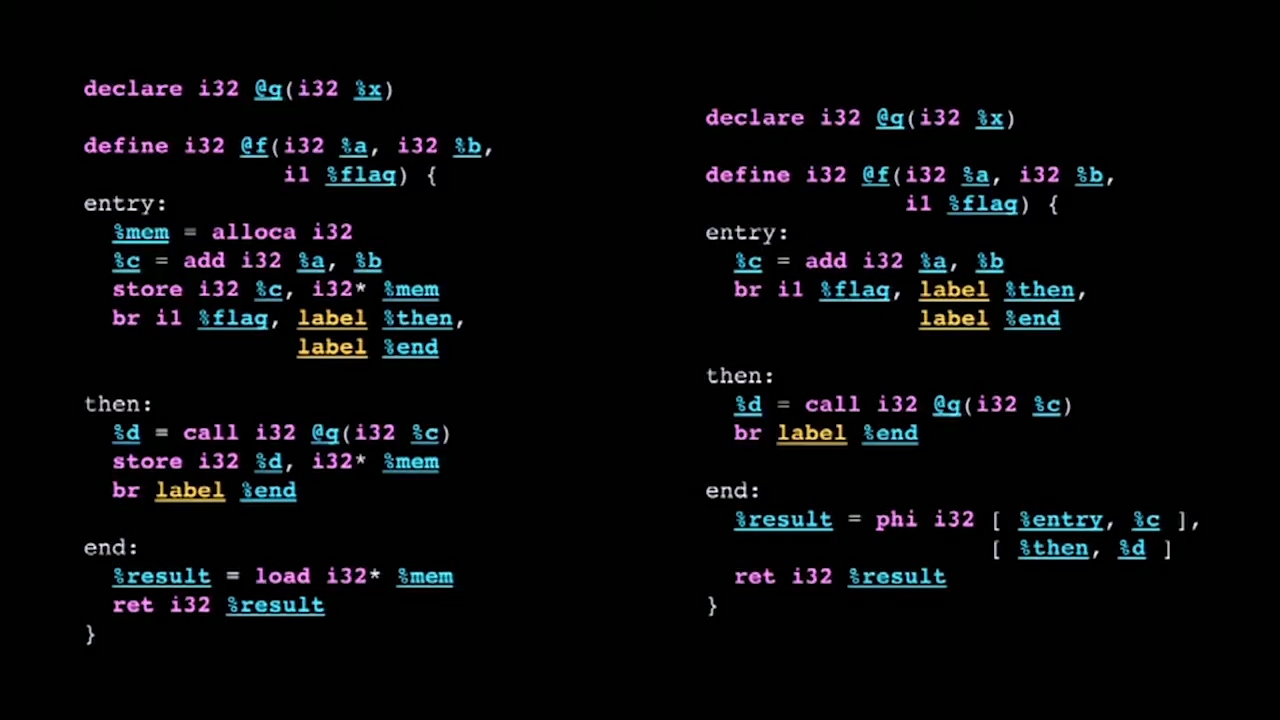 declare i32 @g(i32 %x)
define i32 @f(i32 %a, i32 %b,
i1 %flag) {
entry:
%mem = alloca i32
%c = add i32 %a, %b
store i32 %c, i32* %mem
br i1 %flag, label %then,
label %end
then:
%d = call i32 @g(i32 %c)
store i32 %d, i32* %mem
br label %end
end:
%result = load i32* %mem
ret i32 %result
}
declare i32 @g(i32 %x)
define i32 @f(i32 %a, i32 %b,
i1 %flag) {
entry:
%c = add i32 %a, %b
br i1 %flag, label %then,
label %end
then:
%d = call i32 @g(i32 %c)
br label %end
end:
%result = phi i32 [ %entry, %c ],
[ %then, %d ]
ret i32 %result
}